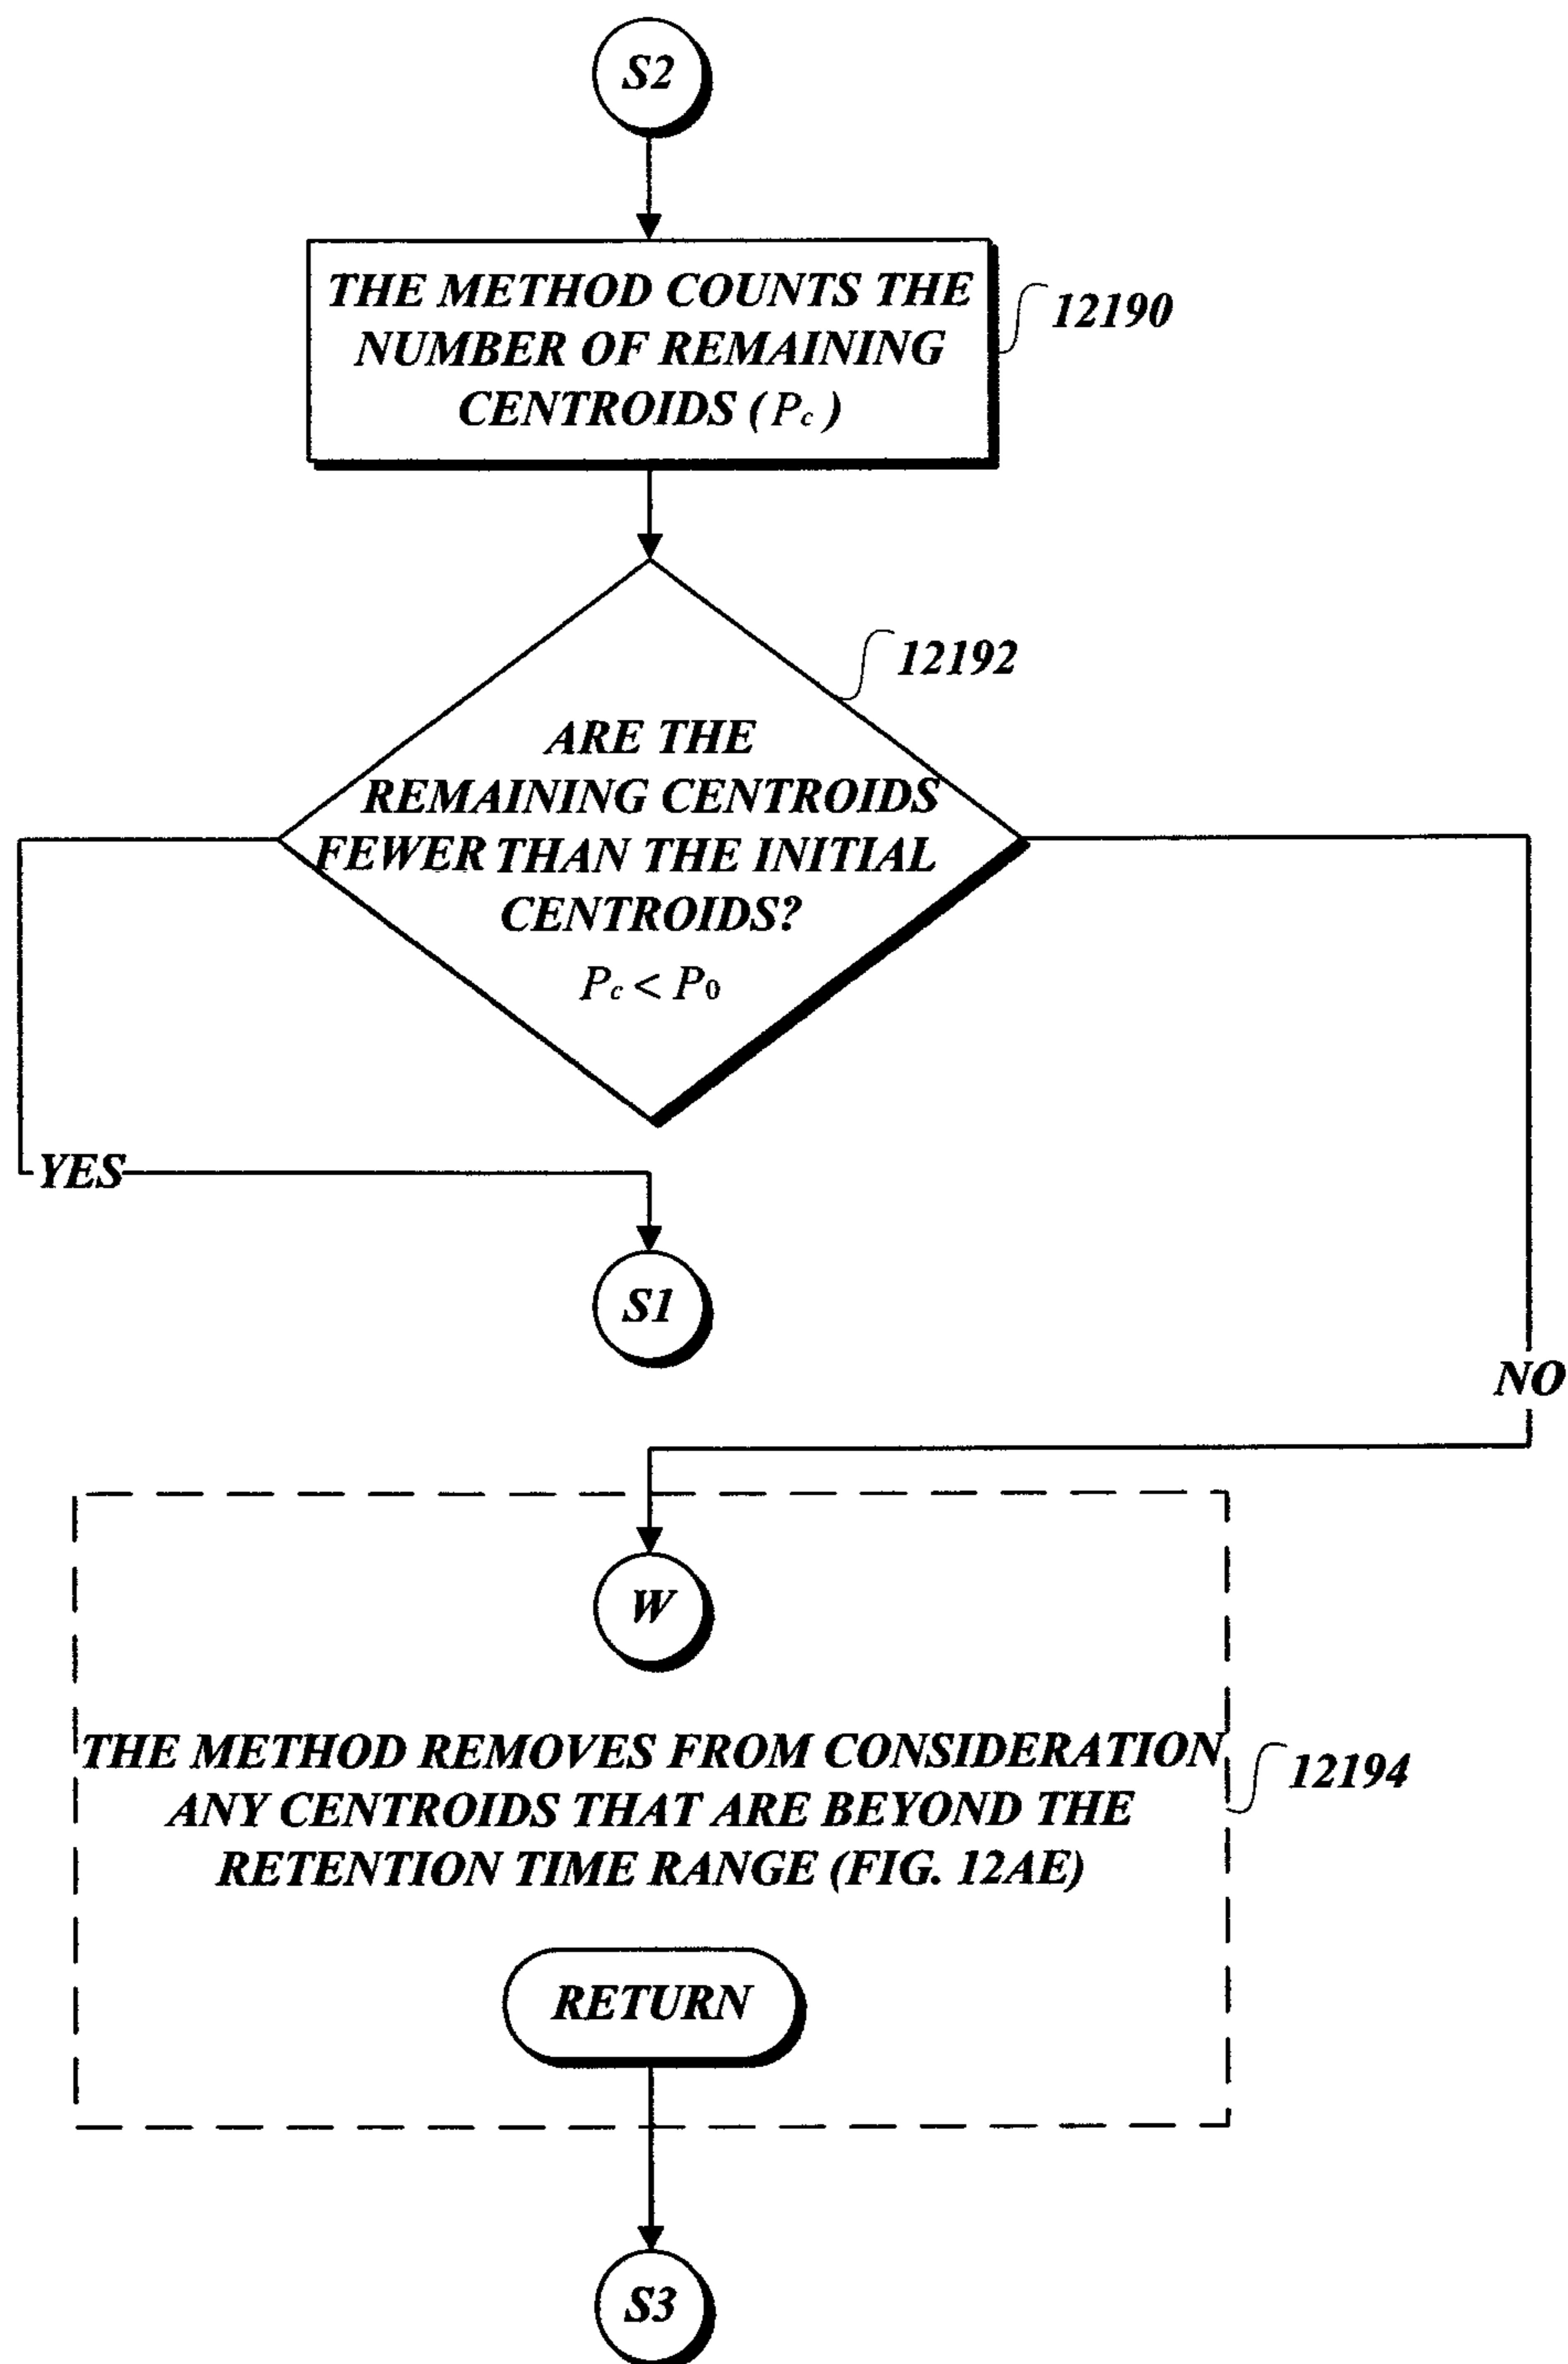 S2
THE METHOD COUNTS THE
NUMBER OF REMAINING
CENTROIDS (Pc)
12190
12192
ARE THE
REMAINING CENTROIDS
FEWER THAN THE INITIAL
CENTROIDS?
Pc < P0
YES
S1
NO
W
THE METHOD REMOVES FROM CONSIDERATION
ANY CENTROIDS THAT ARE BEYOND THE
RETENTION TIME RANGE (FIG. 12AE)
12194
RETURN
S3